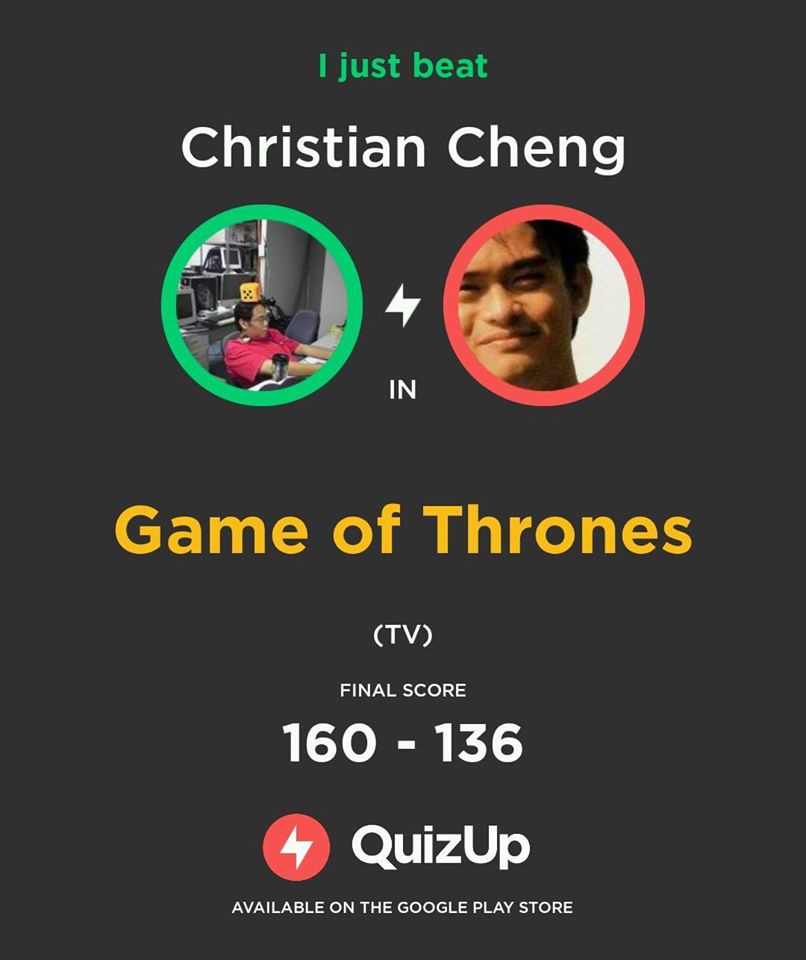 I just beat
Christian Cheng
IN
Game of Thrones
(TV)
FINAL SCORE
160 - 136
QuizUp
AVAILABLE ON THE GOOGLE PLAY STORE